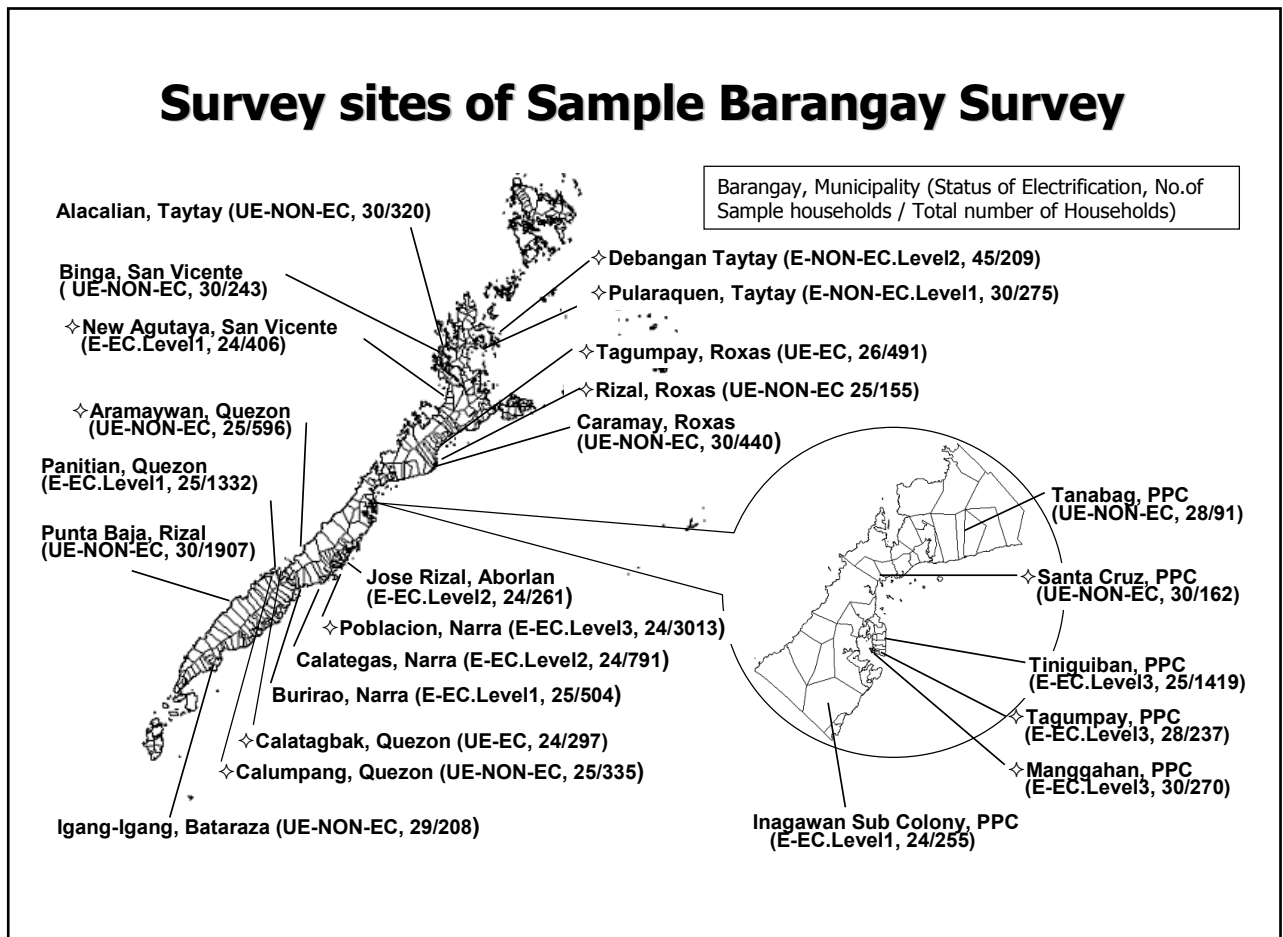 Survey sites of Sample Barangay Survey
Barangay, Municipality (Status of Electrification, No.of
Sample households / Total number of Households)
Alacalian, Taytay (UE-NON-EC, 30/320)
Binga, San Vicente
( UE-NON-EC, 30/243)
✧New Agutaya, San Vicente
(E-EC.Level1, 24/406)
✧Aramaywan, Quezon
(UE-NON-EC, 25/596)
Panitian, Quezon
(E-EC.Level1, 25/1332)
Punta Baja, Rizal
(UE-NON-EC, 30/1907)
✧Debangan Taytay (E-NON-EC.Level2, 45/209)
✧Pularaquen, Taytay (E-NON-EC.Level1, 30/275)
✧Tagumpay, Roxas (UE-EC, 26/491)
✧Rizal, Roxas (UE-NON-EC 25/155)
Caramay, Roxas
(UE-NON-EC, 30/440)
Jose Rizal, Aborlan
(E-EC.Level2, 24/261)
✧Poblacion, Narra (E-EC.Level3, 24/3013)
Calategas, Narra (E-EC.Level2, 24/791)
Burirao, Narra (E-EC.Level1, 25/504)
✧Calatagbak, Quezon (UE-EC, 24/297)
✧Calumpang, Quezon (UE-NON-EC, 25/335)
Igang-Igang, Bataraza (UE-NON-EC, 29/208)
Tanabag, PPC
(UE-NON-EC, 28/91)
✧Santa Cruz, PPC
(UE-NON-EC, 30/162)
Tiniguiban, PPC
(E-EC.Level3, 25/1419)
✧Tagumpay, PPC
(E-EC.Level3, 28/237)
✧Manggahan, PPC
(E-EC.Level3, 30/270)
Inagawan Sub Colony, PPC
(E-EC.Level1, 24/255)